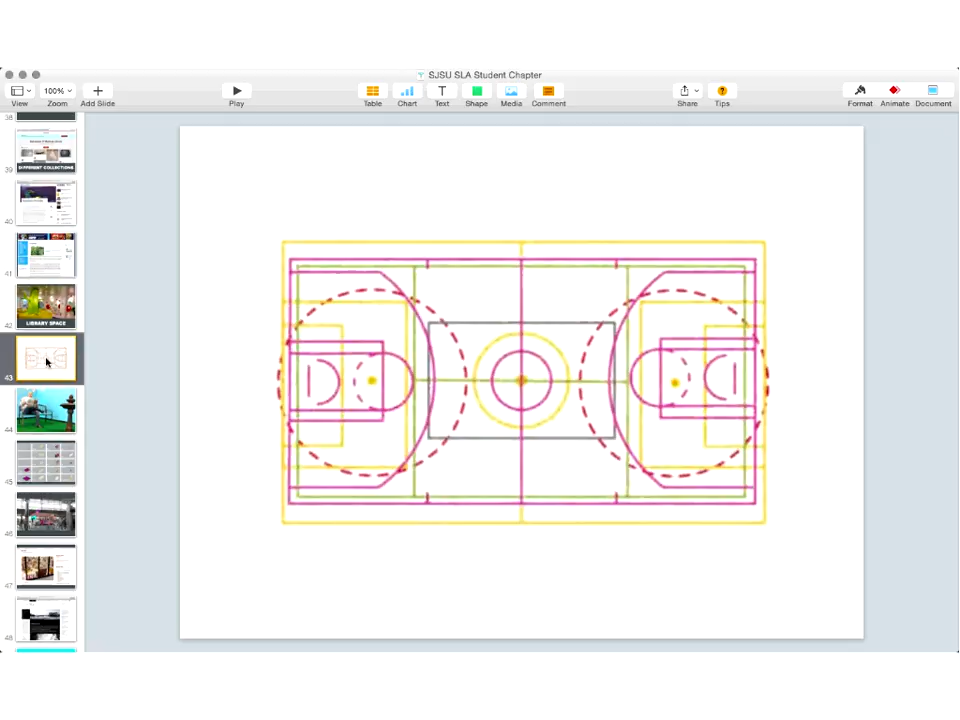 SJSU SLA Student Chapter
100%
View
Zoom
Add Slide
Play
Table
Chart
Text
Shape
Media
Comment
Share
Tips
Format
Animate
Document
38
39
DIFFERENT COLLECTIONS
40
41
42
LIBRARY SPACE
43
44
45
46
47
48